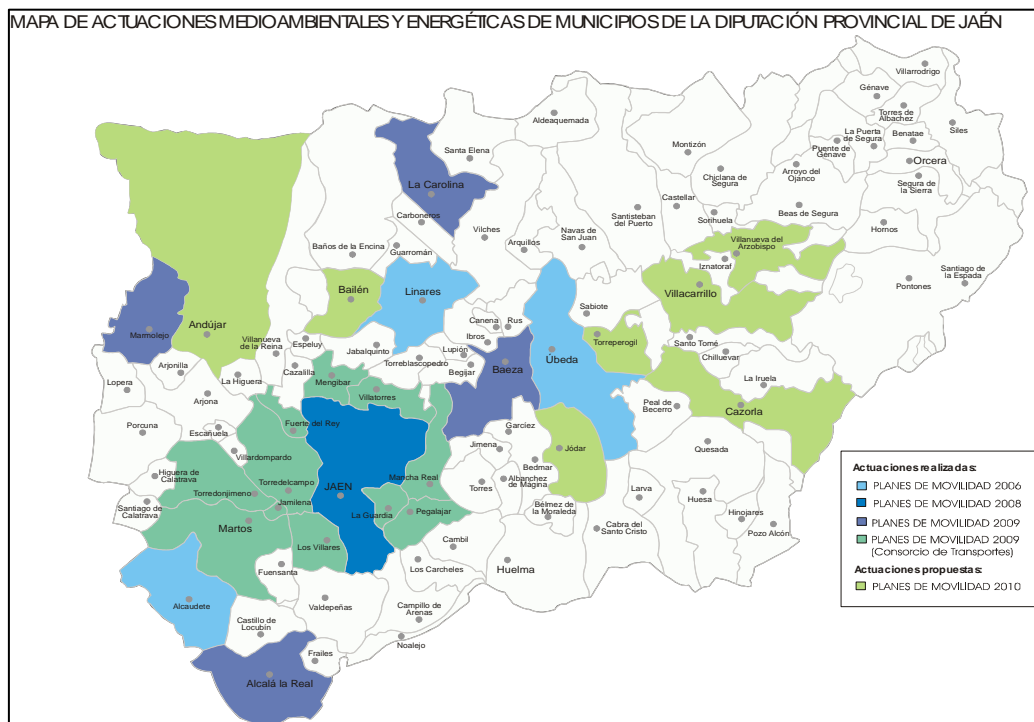 MAPA DE ACTUACIONES MEDIOAMBIENTALES Y ENERGÉTICAS DE MUNICIPIOS DE LA DIPUTACIÓN PROVINCIAL DE JAÉN
Villarrodrigo
Génave
Torres de
Albachez
Siles
Aldeaquemada
La Puerta
de Segura
Benatae
Puente de
Génave
Orcera
Montizón
Santa Elena
Chiclana de
Segura
Arroyo del
Ojanco
Segura de
la Sierra
La Carolina
Castellar
Beas de Segura
Carboneros
Santisteban
del Puerto
Sorihuela
Hornos
Vilches
Navas de
San Juan
Arquillos
Baños de la Encina
Guarromán
Villanueva del
Arzobispo
Iznatoraf
Santiago de
la Espada
Pontones
Bailén
Linares
Villacarrillo
Sabiote
Marmolejo
Andújar
Canena
Rus
Torreperogil
Villanueva
de la Reina
Espeluy
Ibros
Santo Tomé
Jabalquinto
Lupión
Úbeda
Chilluevar
Arjonilla
Torreblascopedro
Begijar
Baeza
La Higuera
Cazalilla
Mengibar
La Iruela
Lopera
Arjona
Villatorres
Peal de
Becerro
Cazorla
Porcuna
Escañuela
Fuerte del Rey
Garcíez
Villardompardo
Jimena
Jódar
Quesada
Bedmar
Higuera de
Calatrava
Torredelcampo
Mancha Real
Torres
Albanchez
de Magina
Torredonjimeno
JAEN
Larva
Huesa
Santiago de
Calatrava
Jamilena
La Guardia
Pegalajar
Bélmez de
la Moraleda
Hinojares
Martos
Cabra del
Santo Cristo
Pozo Alcón
Los Villares
Cambil
Fuensanta
Los Carcheles
Huelma
Alcaudete
Valdepeñas
Campillo de
Arenas
Castillo de
Locubín
Noalejo
Frailes
Alcalá la Real
Actuaciones realizadas:
PLANES DE MOVILIDAD 2006
PLANES DE MOVILIDAD 2008
PLANES DE MOVILIDAD 2009
PLANES DE MOVILIDAD 2009
(Consorcio de Transportes)
Actuaciones propuestas:
PLANES DE MOVILIDAD 2010